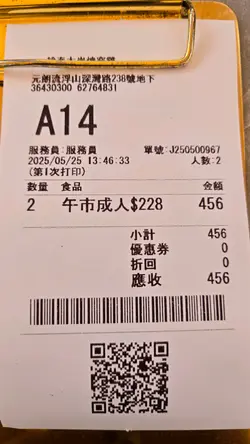 元朗流浮山深灣路238號地下
36430300 62764831
A14
服務員:服務員 單號:J250500967
2025/05/25 13:46:33 人數:2
(第1次打印)
數量 食品 金額
2 午市成人$228 456
小計 456
優惠券 0
折回 0
應收 456